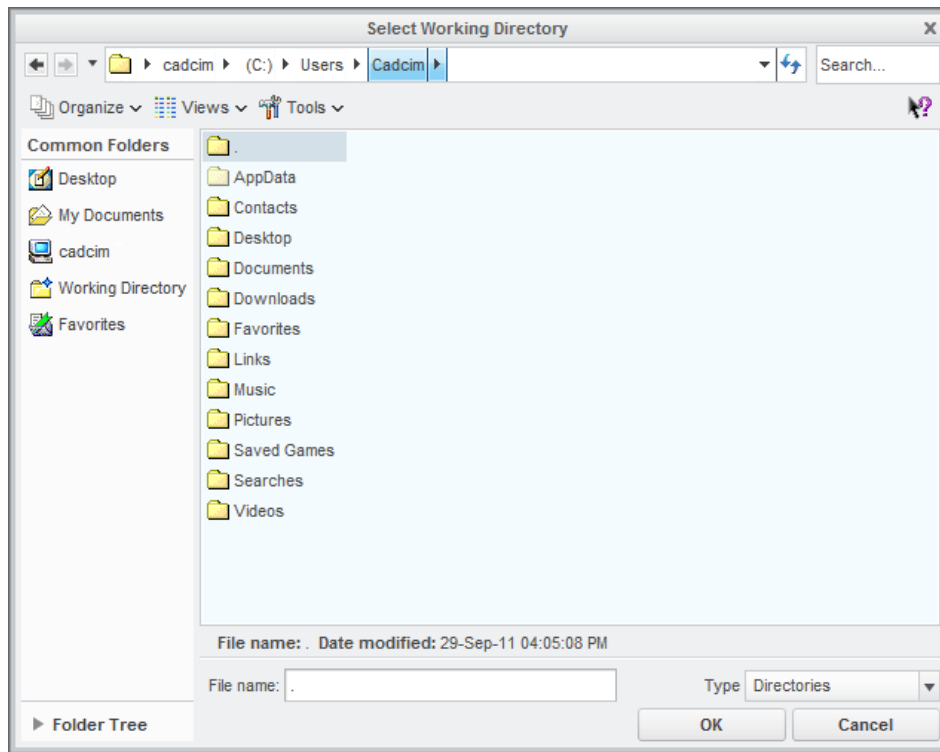 Select Working Directory
cadcim (C:) Users Cadcim Search...
Organize Views Tools
Common Folders
Desktop
My Documents
cadcim
Working Directory
Favorites
Folder Tree
.
AppData
Contacts
Desktop
Documents
Downloads
Favorites
Links
Music
Pictures
Saved Games
Searches
Videos
File name: . Date modified: 29-Sep-11 04:05:08 PM
File name: . Type Directories
OK Cancel